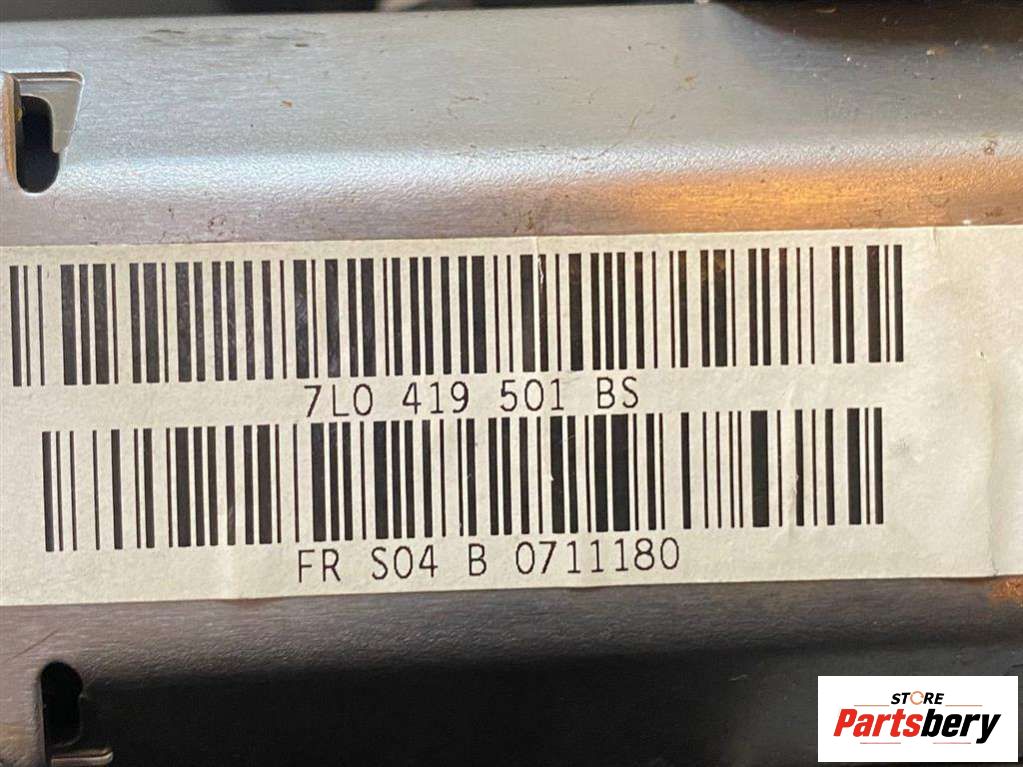 7L0 419 501 BS
FR S04 B 0711180
STORE
Partsbery